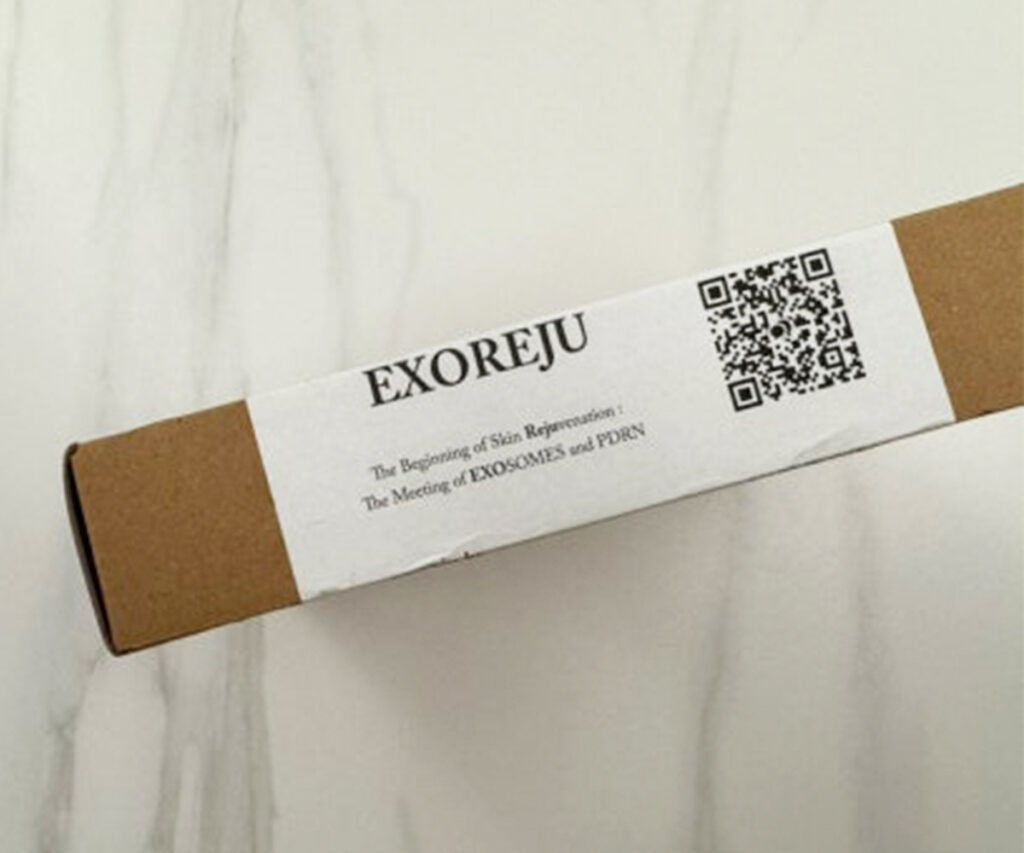 EXOREJU
The Beginning of Skin Rejuvenation :
The Meeting of EXOSOMES and PDRN